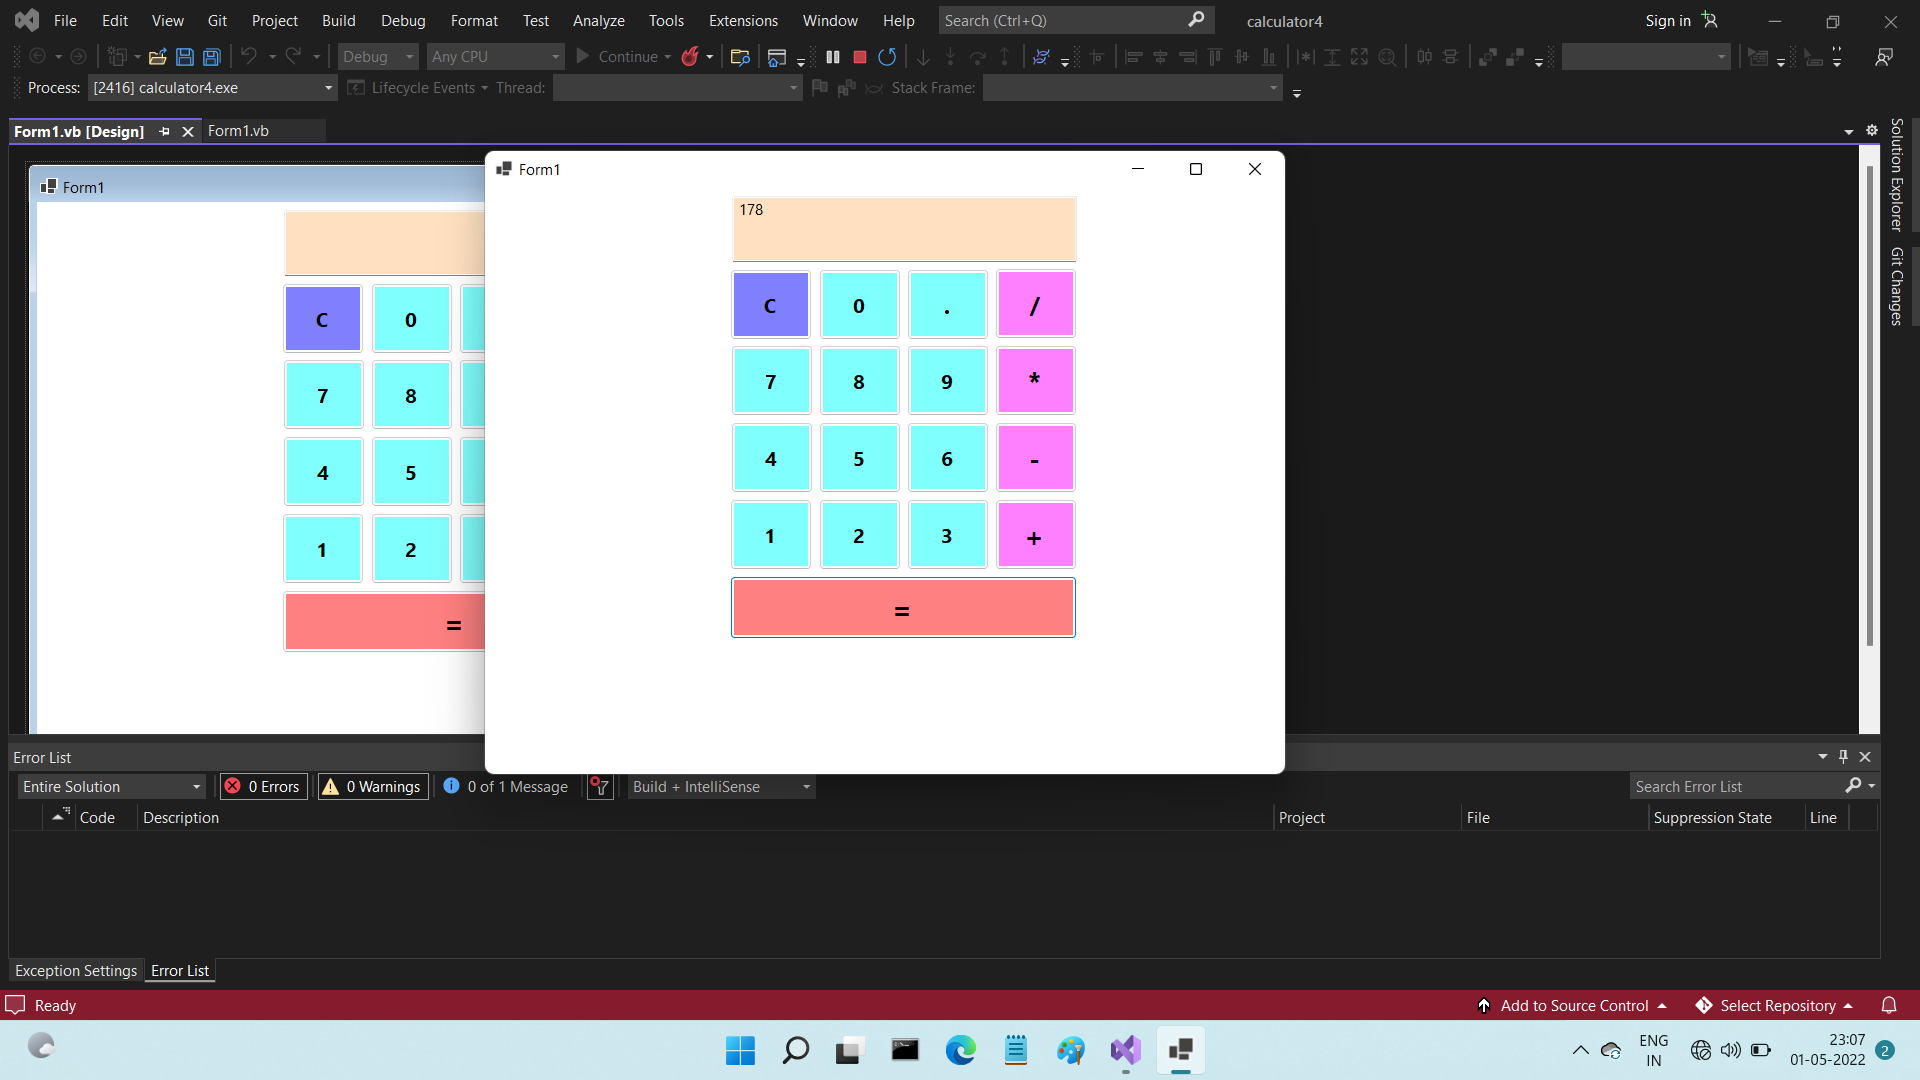 File Edit View Git Project Build Debug Format Test Analyze Tools Extensions Window Help Search (Ctrl+Q) calculator4 Sign in
Debug Any CPU Continue
Process: [2416] calculator4.exe Lifecycle Events Thread: Stack Frame:
Form1.vb [Design] Form1.vb
Solution Explorer
Git Changes
Form1
C 0
7 8
4 5
1 2
=
Form1
178
C 0 . /
7 8 9 *
4 5 6 -
1 2 3 +
=
Error List
Entire Solution 0 Errors 0 Warnings 0 of 1 Message Build + IntelliSense Search Error List
Code Description Project File Suppression State Line
Exception Settings Error List
Ready Add to Source Control Select Repository
ENG
IN
23:07
01-05-2022
2